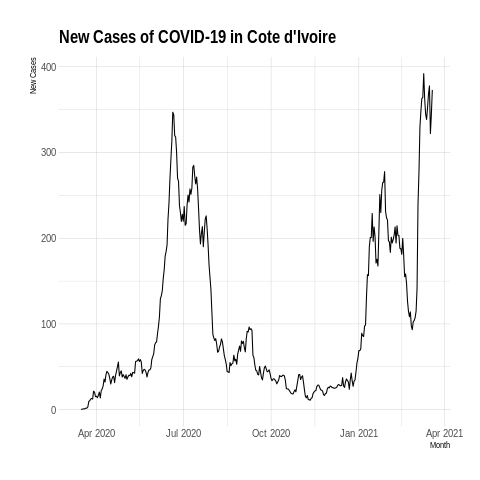 New Cases of COVID-19 in Cote d'Ivoire
New Cases
400
300
200
100
0
Apr 2020 Jul 2020 Oct 2020 Jan 2021 Apr 2021
Month